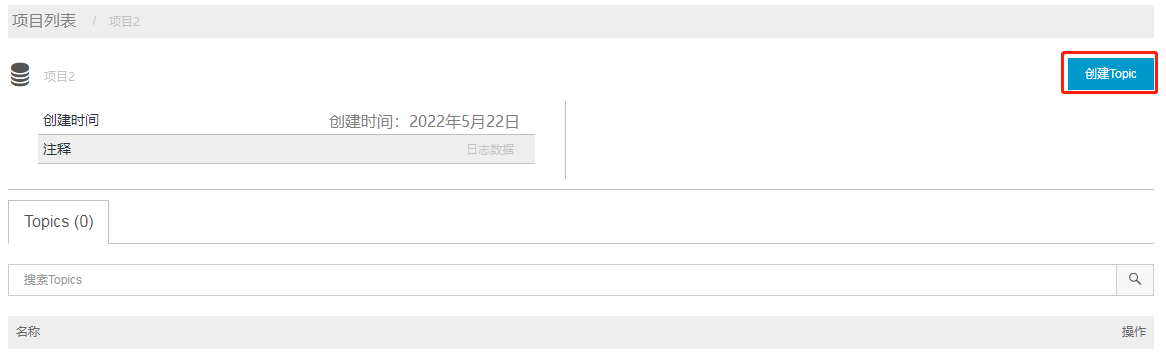 项目列表 / 项目2
项目2
创建Topic
创建时间 创建时间：2022年5月22日
注释 日志数据
Topics (0)
搜索Topics
名称 操作